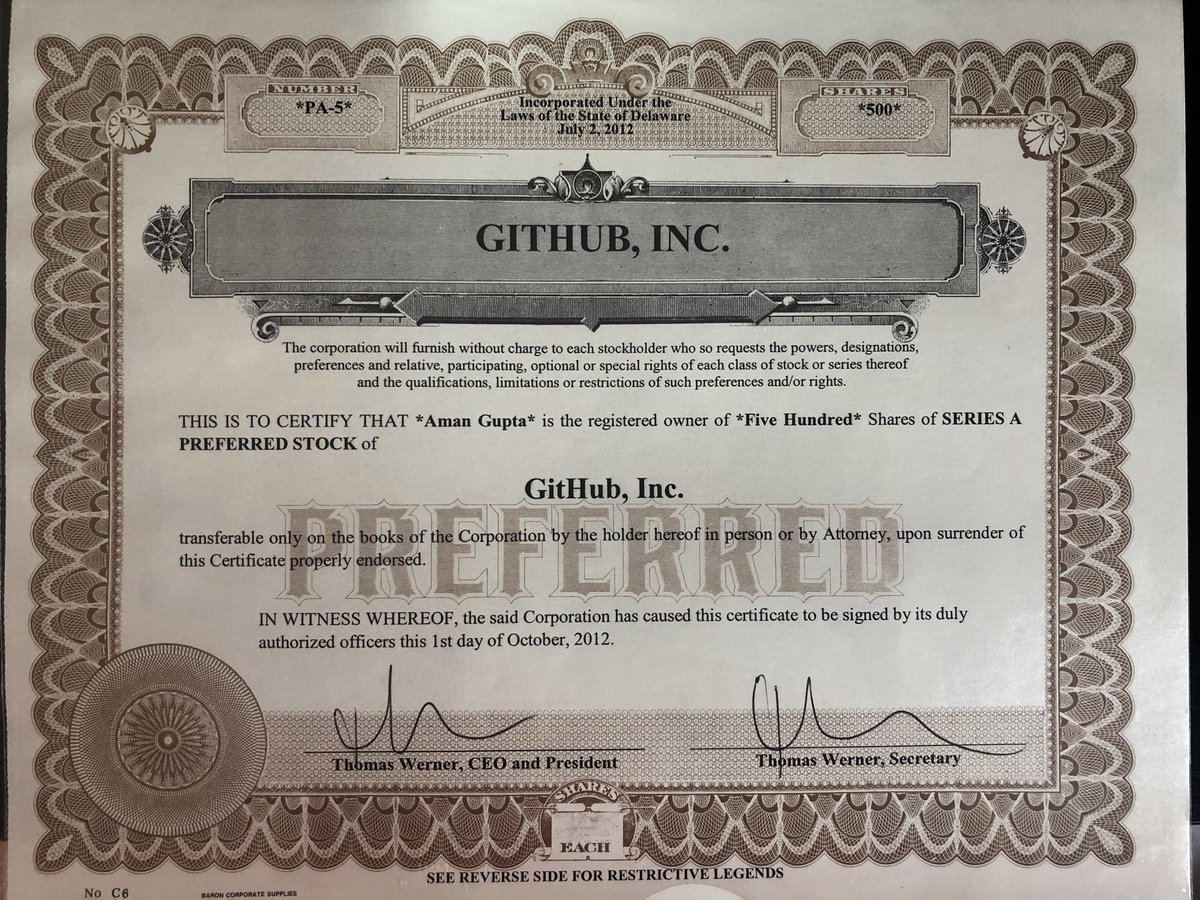 NUMBER
*PA-5*
Incorporated Under the
Laws of the State of Delaware
July 2, 2012
SHARES
*500*
GITHUB, INC.
The corporation will furnish without charge to each stockholder who so requests the powers, designations,
preferences and relative, participating, optional or special rights of each class of stock or series thereof
and the qualifications, limitations or restrictions of such preferences and/or rights.
THIS IS TO CERTIFY THAT *Aman Gupta* is the registered owner of *Five Hundred* Shares of SERIES A
PREFERRED STOCK of
GitHub, Inc.
PREFERRED
transferable only on the books of the Corporation by the holder hereof in person or by Attorney, upon surrender of
this Certificate properly endorsed.
IN WITNESS WHEREOF, the said Corporation has caused this certificate to be signed by its duly
authorized officers this 1st day of October, 2012.
Thomas Werner, CEO and President
Thomas Werner, Secretary
SHARES
EACH
SEE REVERSE SIDE FOR RESTRICTIVE LEGENDS
No C6
BARON CORPORATE SUPPLIES